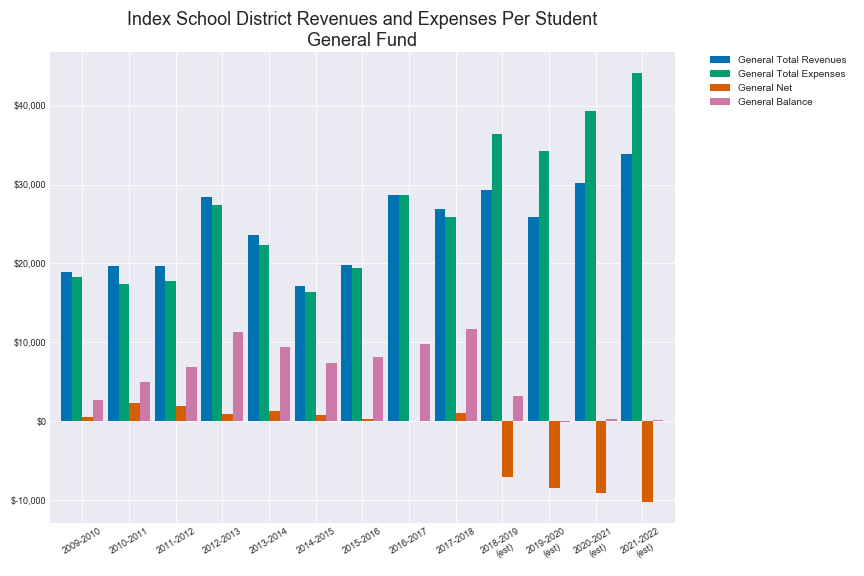 Index School District Revenues and Expenses Per Student
General Fund
General Total Revenues
General Total Expenses
General Net
General Balance
$40,000
$30,000
$20,000
$10,000
$0
$-10,000
2009-2010
2010-2011
2011-2012
2012-2013
2013-2014
2014-2015
2015-2016
2016-2017
2017-2018
2018-2019
(est)
2019-2020
(est)
2020-2021
(est)
2021-2022
(est)